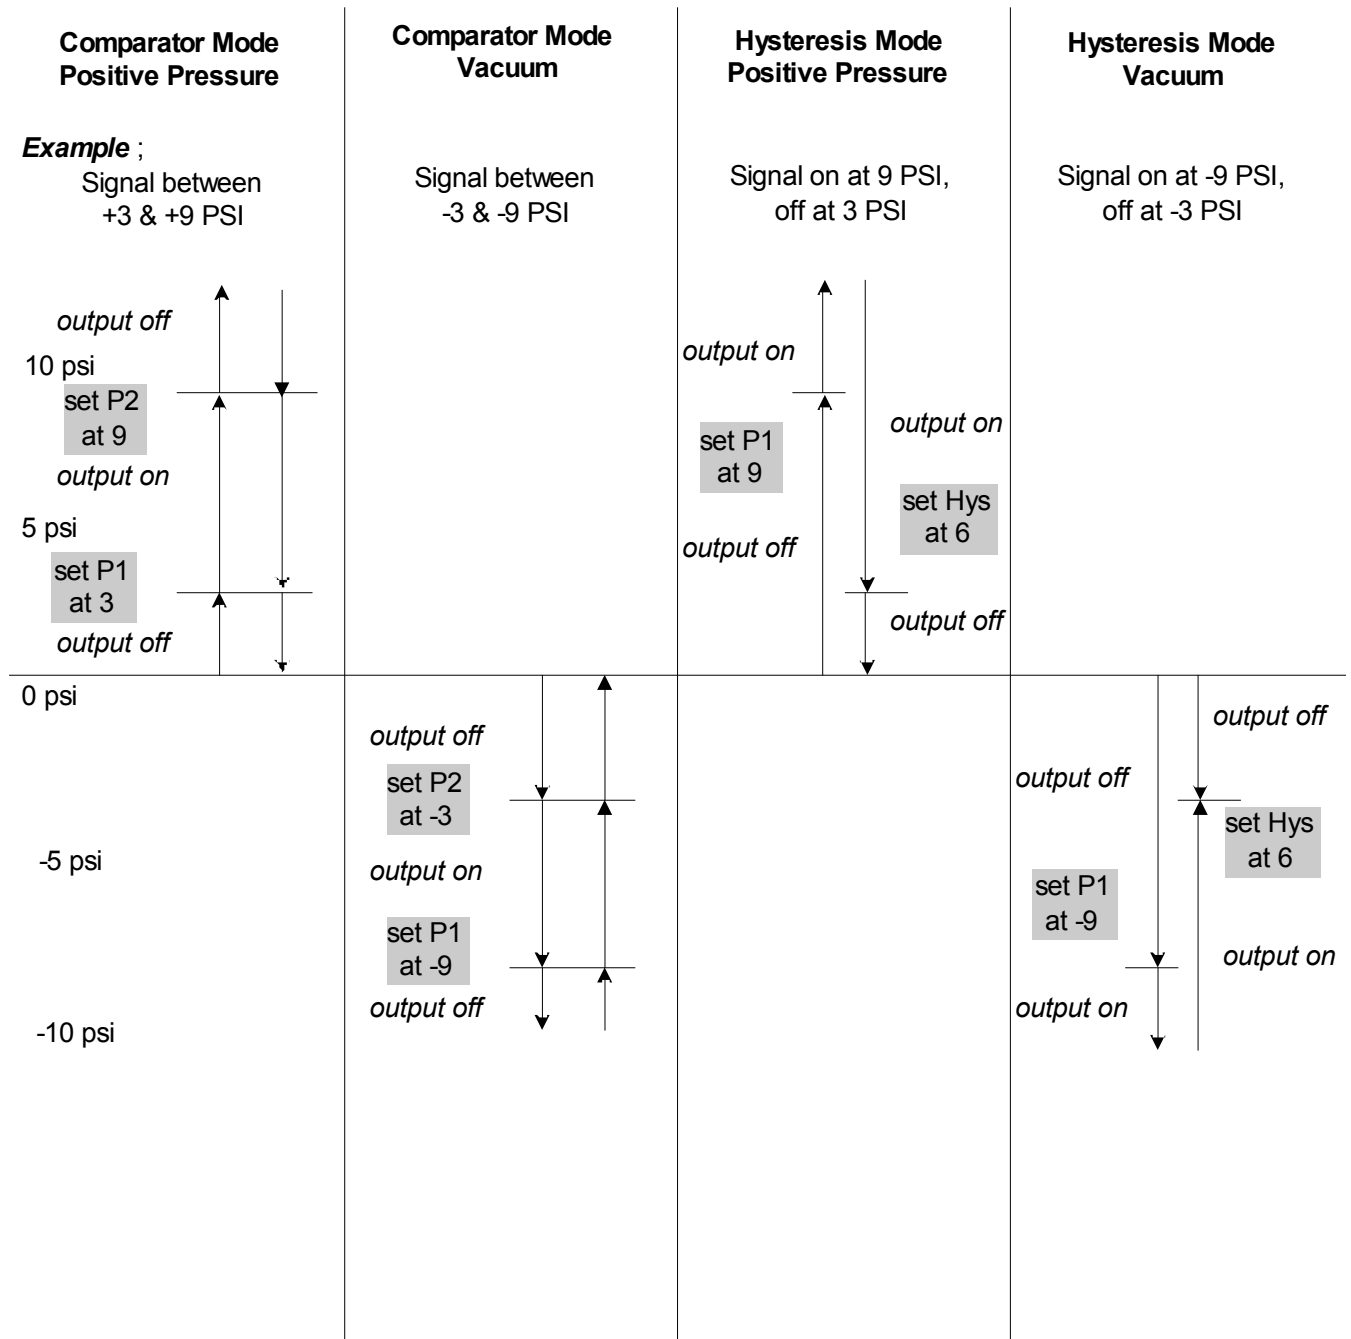 Comparator Mode
Positive Pressure
Example ;
Signal between
+3 & +9 PSI
output off
10 psi
set P2
at 9
output on
5 psi
set P1
at 3
output off
0 psi
-5 psi
-10 psi
Comparator Mode
Vacuum
Signal between
-3 & -9 PSI
output off
set P2
at -3
output on
set P1
at -9
output off
Hysteresis Mode
Positive Pressure
Signal on at 9 PSI,
off at 3 PSI
output on
set P1
at 9
output off
output on
set Hys
at 6
output off
Hysteresis Mode
Vacuum
Signal on at -9 PSI,
off at -3 PSI
output off
set P1
at -9
output on
output off
set Hys
at 6
output on